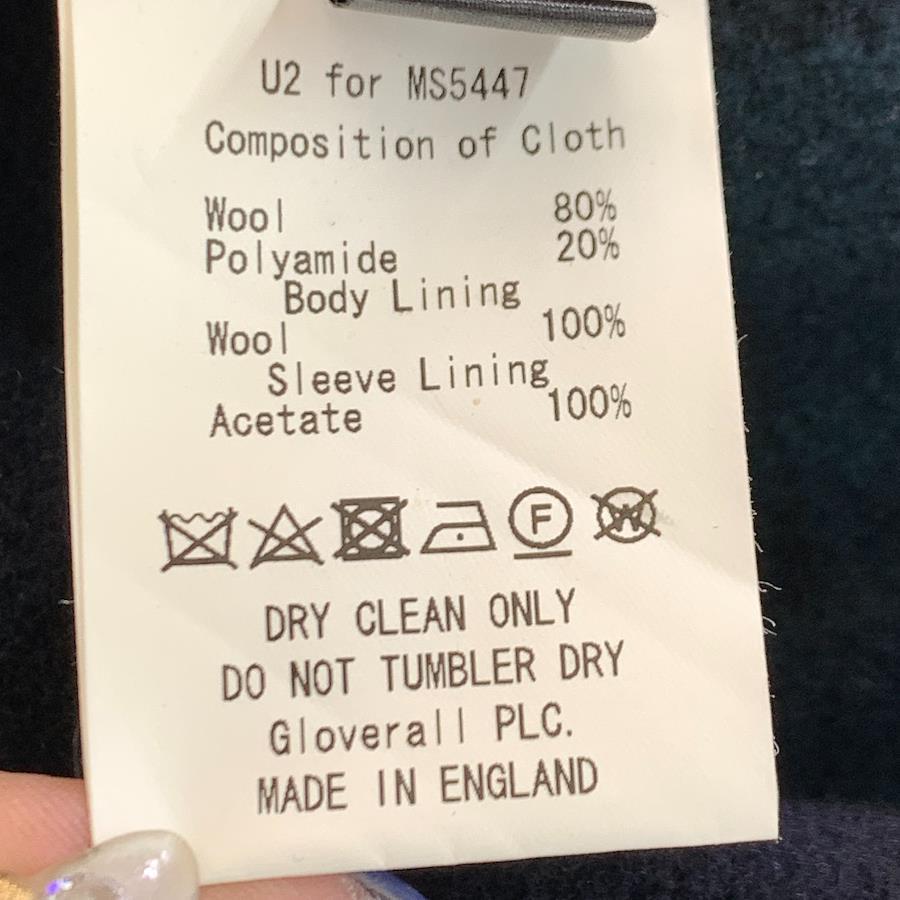 U2 for MS5447
Composition of Cloth
Wool 80%
Polyamide 20%
Body Lining
Wool 100%
Sleeve Lining
Acetate 100%
F W
DRY CLEAN ONLY
DO NOT TUMBLER DRY
Gloverall PLC.
MADE IN ENGLAND